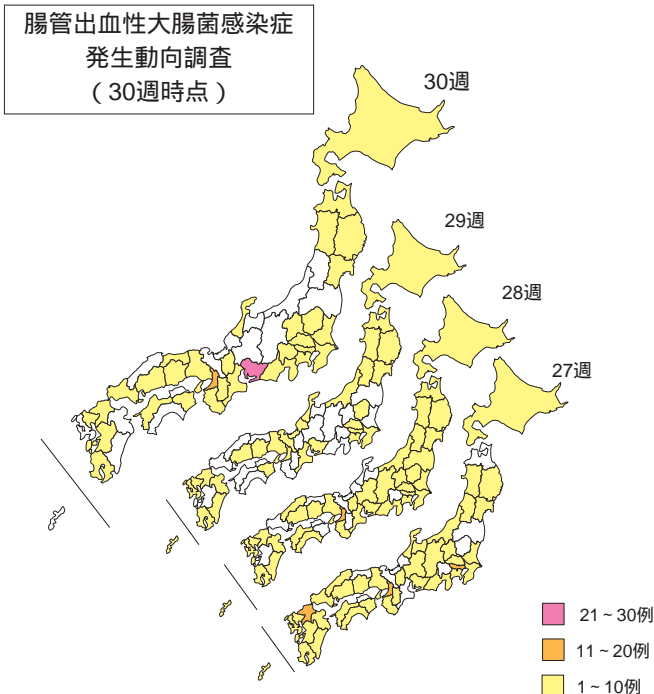 腸管出血性大腸菌感染症
発生動向調査
（30週時点）
30週
29週
28週
27週
21～30例
11～20例
1～10例